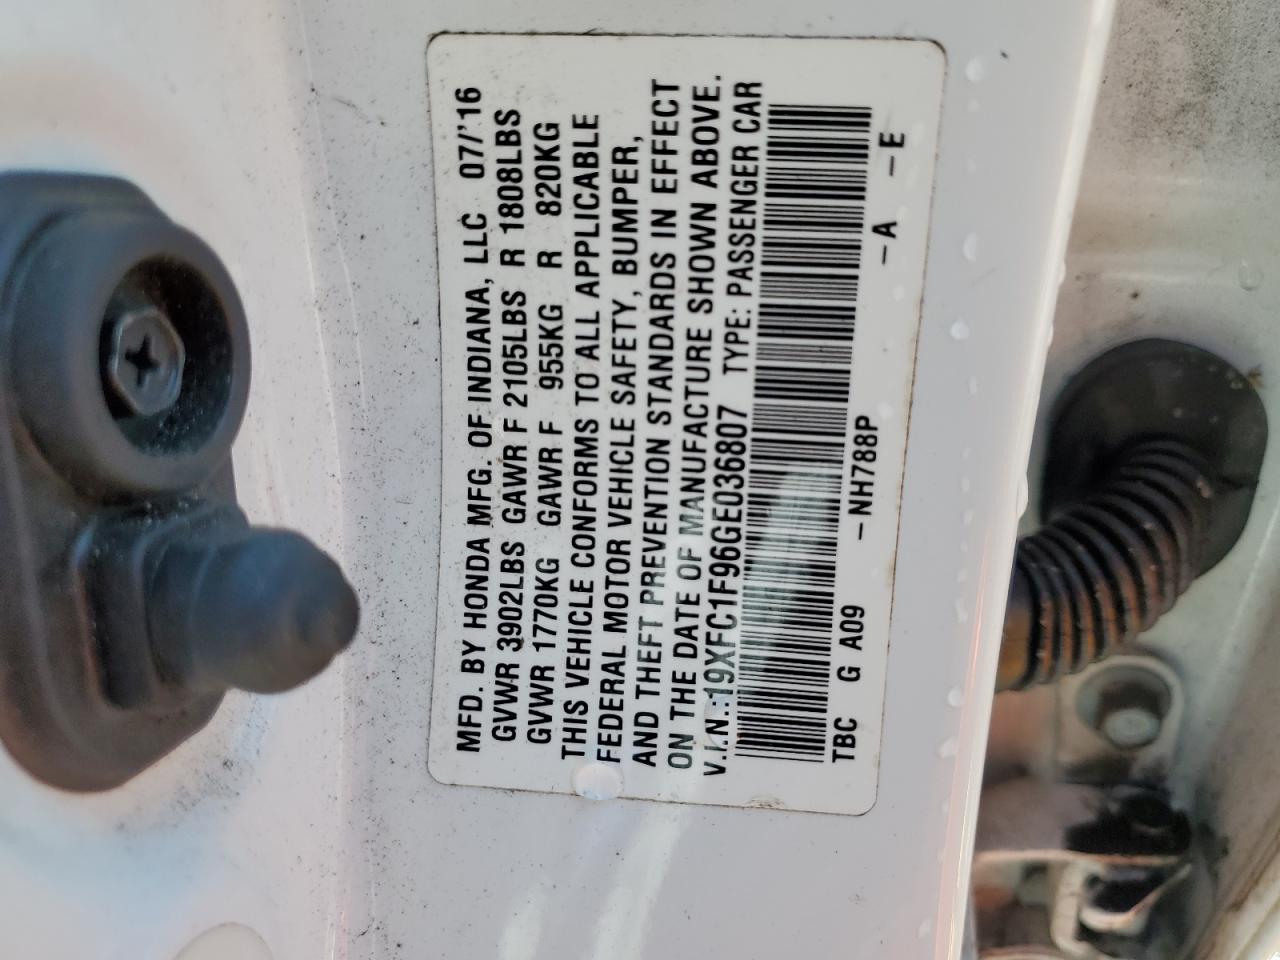 MFD. BY HONDA MFG. OF INDIANA, LLC 07/'16
GVWR 3902LBS GAWR F 2105LBS R 1808LBS
GVWR 1770KG GAWR F 955KG R 820KG
THIS VEHICLE CONFORMS TO ALL APPLICABLE
FEDERAL MOTOR VEHICLE SAFETY, BUMPER,
AND THEFT PREVENTION STANDARDS IN EFFECT
ON THE DATE OF MANUFACTURE SHOWN ABOVE.
V.I.N.:19XFC1F96GE036807 TYPE: PASSENGER CAR
TBC G A09 -NH788P -A -E